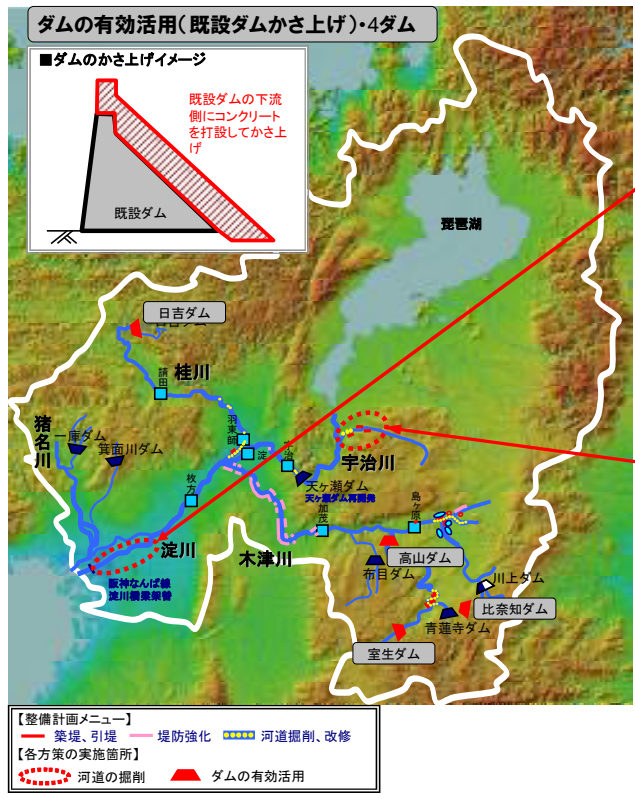 ダムの有効活用(既設ダムかさ上げ)・4ダム
■ダムのかさ上げイメージ
既設ダムの下流
側にコンクリート
を打設してかさ上
げ
既設ダム
琵琶湖
日吉ダム
請田
桂川
猪名川
一庫ダム
箕面川ダム
羽束師
淀
宇治
宇治川
天ヶ瀬ダム
天ヶ瀬ダム再開発
枚方
加茂
島ヶ原
淀川
木津川
高山ダム
布目ダム
川上ダム
阪神なんば線
淀川橋梁架替
比奈知ダム
青蓮寺ダム
室生ダム
【整備計画メニュー】
築堤、引堤
堤防強化
河道掘削、改修
【各方策の実施箇所】
河道の掘削
ダムの有効活用